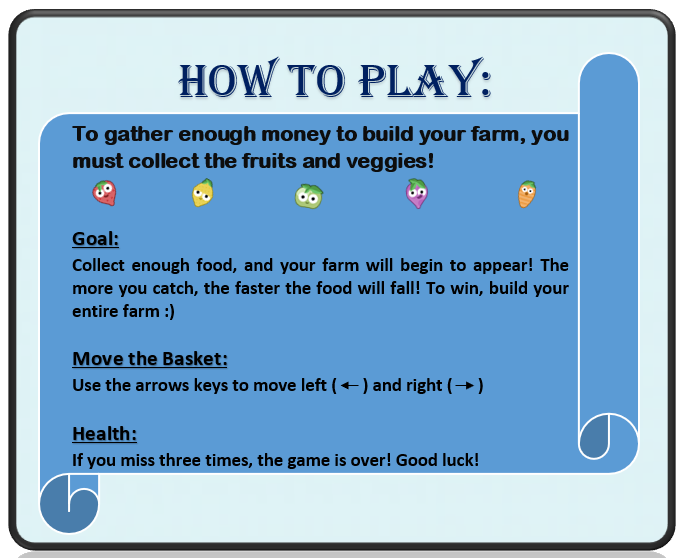 HOW TO PLAY:
To gather enough money to build your farm, you
must collect the fruits and veggies!
Goal:
Collect enough food, and your farm will begin to appear! The
more you catch, the faster the food will fall! To win, build your
entire farm :)
Move the Basket:
Use the arrows keys to move left (←) and right (→)
Health:
If you miss three times, the game is over! Good luck!